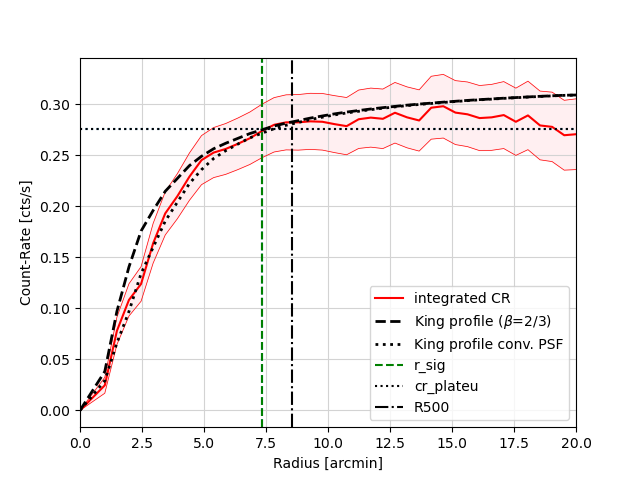 0.30
0.25
0.20
0.15
0.10
0.05
0.00
Count-Rate [cts/s]
integrated CR
King profile (β=2/3)
King profile conv. PSF
r_sig
cr_plateu
R500
0.0 2.5 5.0 7.5 10.0 12.5 15.0 17.5 20.0
Radius [arcmin]